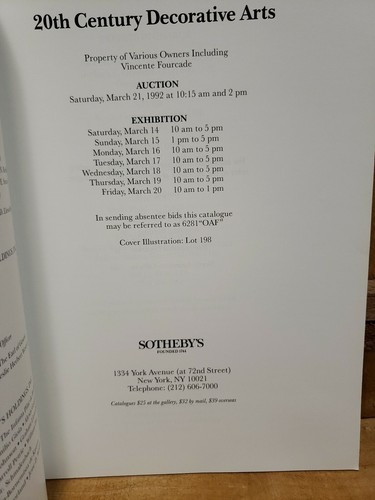 20th Century Decorative Arts
Property of Various Owners Including
Vincente Fourcade
AUCTION
Saturday, March 21, 1992 at 10:15 am and 2 pm
EXHIBITION
Saturday, March 14 10 am to 5 pm
Sunday, March 15 1 pm to 5 pm
Monday, March 16 10 am to 5 pm
Tuesday, March 17 10 am to 5 pm
Wednesday, March 18 10 am to 5 pm
Thursday, March 19 10 am to 5 pm
Friday, March 20 10 am to 1 pm
In sending absentee bids this catalogue
may be referred to as 6281"OAF"
Cover Illustration: Lot 198
SOTHEBY'S
FOUNDED 1744
1334 York Avenue (at 72nd Street)
New York, NY 10021
Telephone: (212) 606-7000
Catalogues $25 at the gallery, $32 by mail, $39 overseas